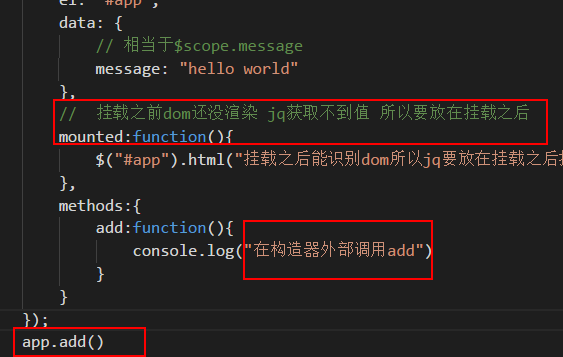 el: "#app",
data: {
// 相当于$scope.message
message: "hello world"
},
// 挂载之前dom还没渲染 jq获取不到值 所以要放在挂载之后
mounted:function(){
$("#app").html("挂载之后能识别dom所以jq要放在挂载之后
},
methods:{
add:function(){
console.log("在构造器外部调用add")
}
}
});
app.add()